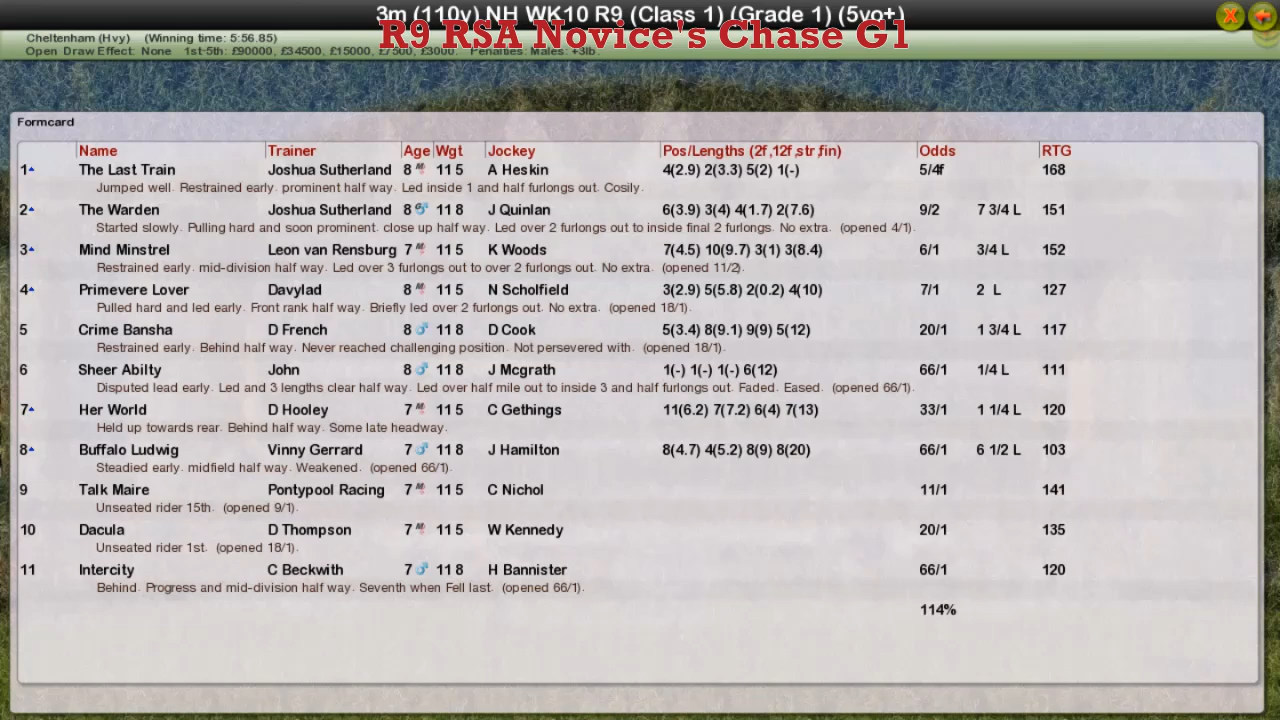 3m (110y) NH WK10 R9 (Class 1) (Grade 1) (5yo+)
R9 RSA Novice's Chase G1
Cheltenham (Hvy) (Winning time: 5:56.85)
Open Draw Effect: None 1st-5th: £90000, £34500, £15000, £7500, £3000. Penalties: Males: +3lb.
Formcard
Name Trainer Age Wgt Jockey Pos/Lengths (2f,12f,str,fin) Odds RTG
1 The Last Train Joshua Sutherland 8 11 5 A Heskin 4(2.9) 2(3.3) 5(2) 1(-) 5/4f 168
Jumped well. Restrained early. prominent half way. Led inside 1 and half furlongs out. Cosily.
2 The Warden Joshua Sutherland 8 11 8 J Quinlan 6(3.9) 3(4) 4(1.7) 2(7.6) 9/2 7 3/4 L 151
Started slowly. Pulling hard and soon prominent. close up half way. Led over 2 furlongs out to inside final 2 furlongs. No extra. (opened 4/1).
3 Mind Minstrel Leon van Rensburg 7 11 5 K Woods 7(4.5) 10(9.7) 3(1) 3(8.4) 6/1 3/4 L 152
Restrained early. mid-division half way. Led over 3 furlongs out to over 2 furlongs out. No extra. (opened 11/2).
4 Primevere Lover Davylad 8 11 5 N Scholfield 3(2.9) 5(5.8) 2(0.2) 4(10) 7/1 2 L 127
Pulled hard and led early. Front rank half way. Briefly led over 2 furlongs out. No extra. (opened 18/1).
5 Crime Bansha D French 8 11 8 D Cook 5(3.4) 8(9.1) 9(9) 5(12) 20/1 1 3/4 L 117
Restrained early. Behind half way. Never reached challenging position. Not persevered with. (opened 18/1).
6 Sheer Abilty John 8 11 8 J Mcgrath 1(-) 1(-) 1(-) 6(12) 66/1 1/4 L 111
Disputed lead early. Led and 3 lengths clear half way. Led over half mile out to inside 3 and half furlongs out. Faded. Eased. (opened 66/1).
7 Her World D Hooley 7 11 5 C Gethings 11(6.2) 7(7.2) 6(4) 7(13) 33/1 1 1/4 L 120
Held up towards rear. Behind half way. Some late headway.
8 Buffalo Ludwig Vinny Gerrard 7 11 8 J Hamilton 8(4.7) 4(5.2) 8(9) 8(20) 66/1 6 1/2 L 103
Steadied early. midfield half way. Weakened. (opened 66/1).
9 Talk Maire Pontypool Racing 7 11 5 C Nichol 11/1 141
Unseated rider 15th. (opened 9/1).
10 Dacula D Thompson 7 11 5 W Kennedy 20/1 135
Unseated rider 1st. (opened 18/1).
11 Intercity C Beckwith 7 11 8 H Bannister 66/1 120
Behind. Progress and mid-division half way. Seventh when Fell last. (opened 66/1).
114%